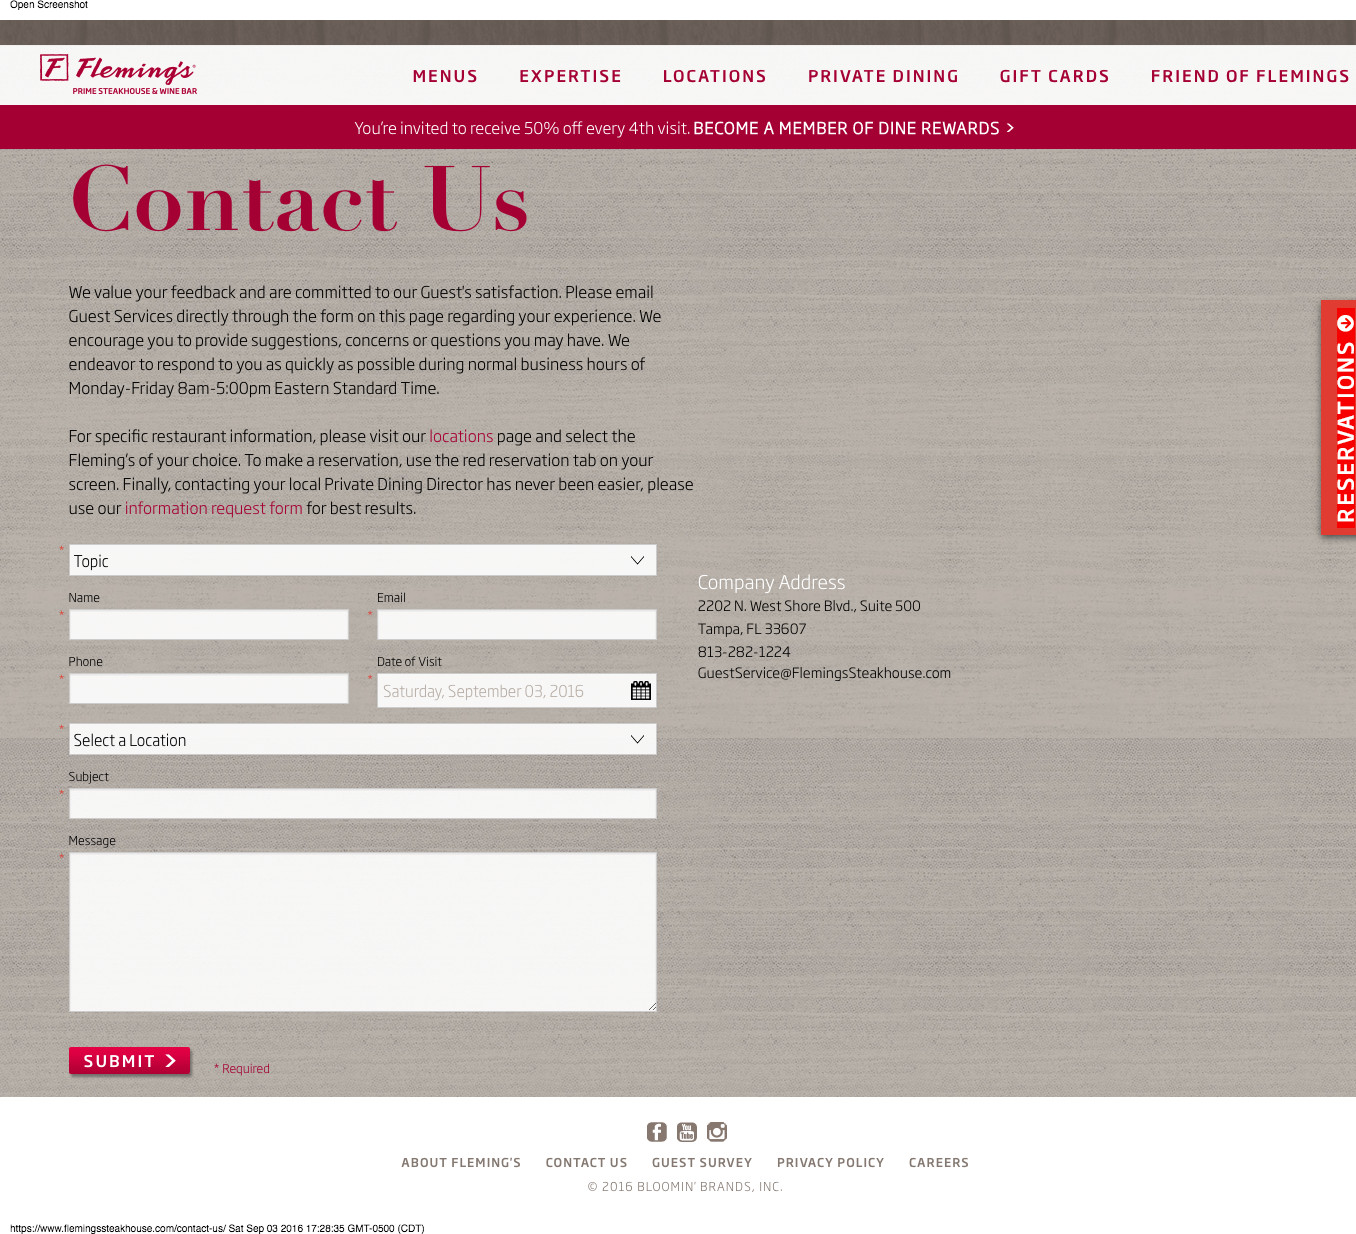 Open Screenshot
F Fleming's®
PRIME STEAKHOUSE & WINE BAR
MENUS EXPERTISE LOCATIONS PRIVATE DINING GIFT CARDS FRIEND OF FLEMINGS
You're invited to receive 50% off every 4th visit. BECOME A MEMBER OF DINE REWARDS >
Contact Us
We value your feedback and are committed to our Guest's satisfaction. Please email
Guest Services directly through the form on this page regarding your experience. We
encourage you to provide suggestions, concerns or questions you may have. We
endeavor to respond to you as quickly as possible during normal business hours of
Monday-Friday 8am-5:00pm Eastern Standard Time.
For specific restaurant information, please visit our locations page and select the
Fleming's of your choice. To make a reservation, use the red reservation tab on your
screen. Finally, contacting your local Private Dining Director has never been easier, please
use our information request form for best results.
RESERVATIONS
* Topic
Name Email
* *
Phone Date of Visit
* * Saturday, September 03, 2016
* Select a Location
Subject
*
Message
*
SUBMIT >
* Required
Company Address
2202 N. West Shore Blvd., Suite 500
Tampa, FL 33607
813-282-1224
GuestService@FlemingsSteakhouse.com
f You Tube
ABOUT FLEMING'S CONTACT US GUEST SURVEY PRIVACY POLICY CAREERS
© 2016 BLOOMIN' BRANDS, INC.
https://www.flemingssteakhouse.com/contact-us/ Sat Sep 03 2016 17:28:35 GMT-0500 (CDT)